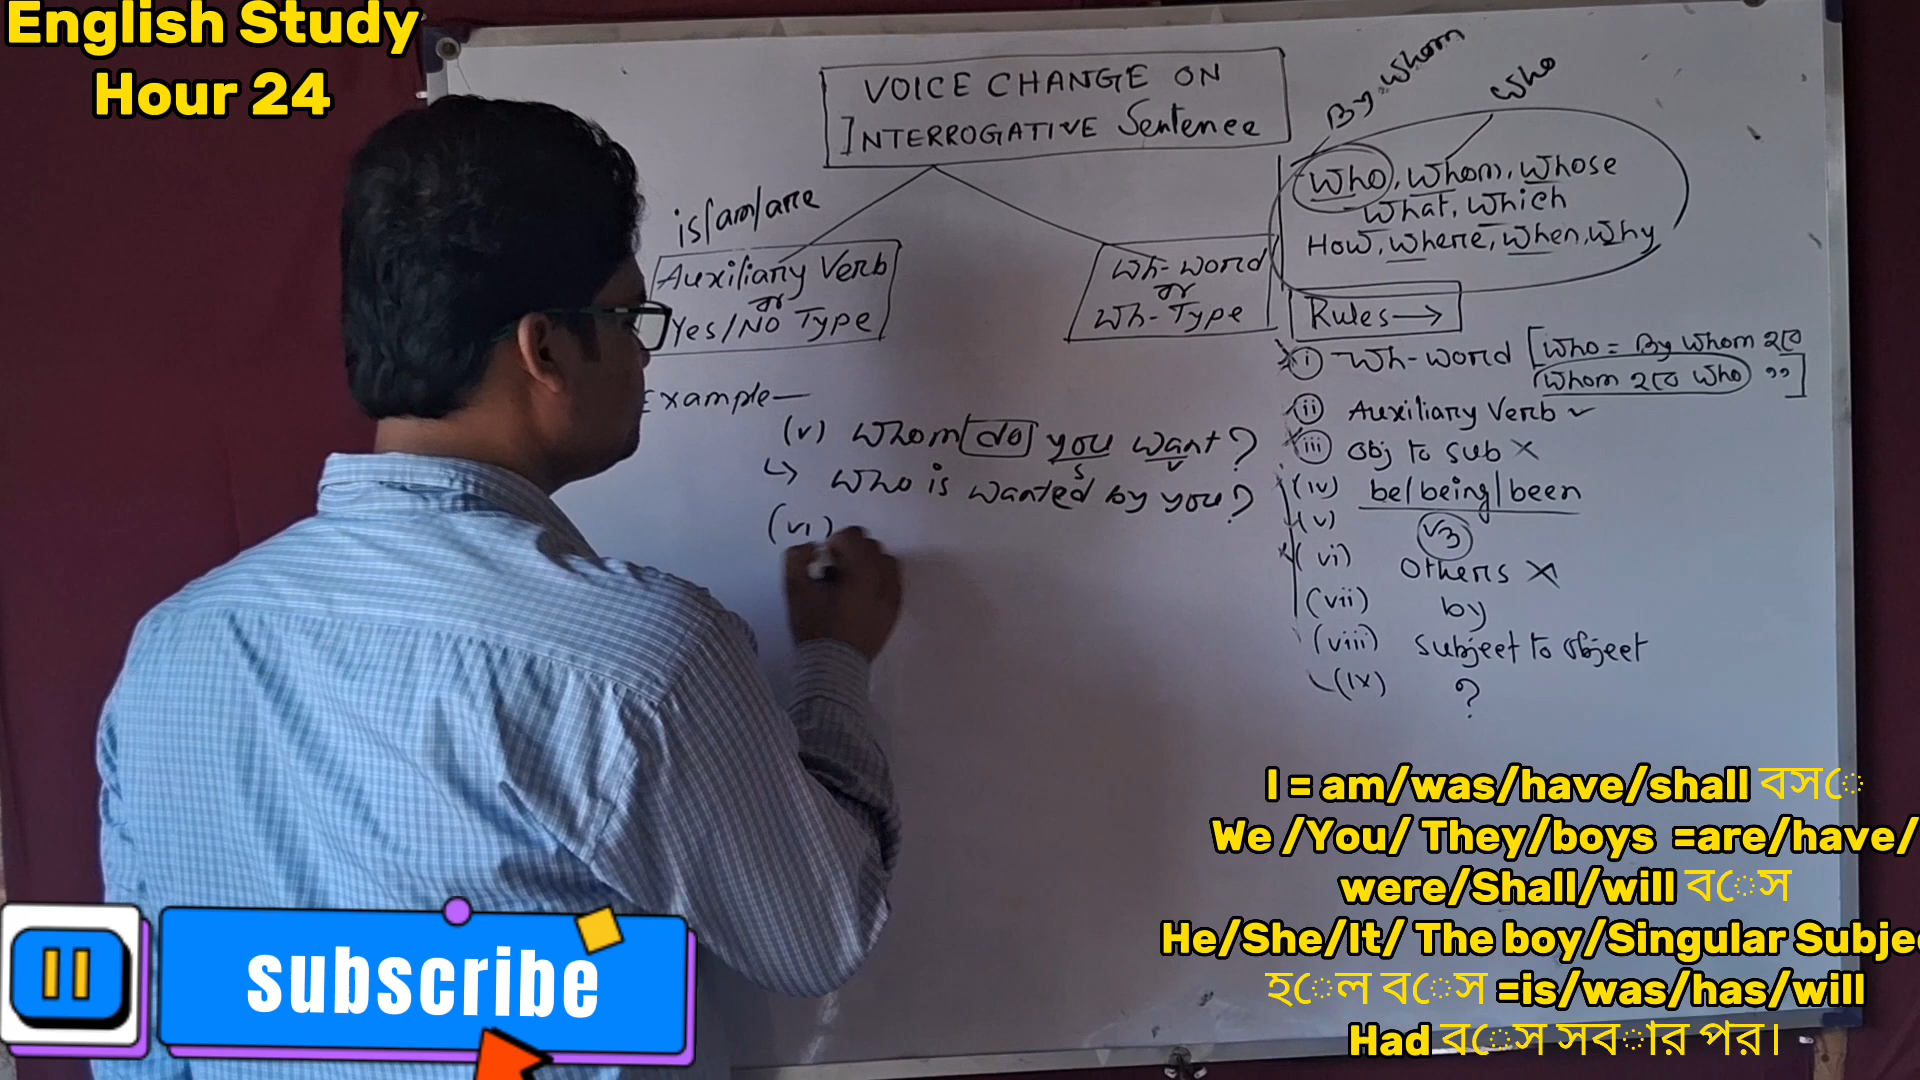 English Study
Hour 24
VOICE CHANGE ON
INTERROGATIVE Sentence
By whom
who
is/am/are
Auxiliary Verb
or
Yes/NO Type
Wh-word
or
Wh-Type
Who, Whom, Whose
What, Which
How, Where, When, Why
Rules→
(i) Wh-word [Who = By Whom হবে
Whom হবে Who ”]
(ii) Auxiliary Verb ✓
(iii) obj to sub ×
(iv) be/being/been
(v) V3
(vi) Others ×
(vii) by
(viii) subject to object
(ix) ?
Example—
(v) Whom do you want?
S V
↳ Who is wanted by you?
(vi)
I = am/was/have/shall বসে
We /You/ They/boys =are/have/
were/Shall/will বসে
He/She/It/ The boy/Singular Subje
হলে বসে =is/was/has/will
Had বসে সবার পর।
subscribe